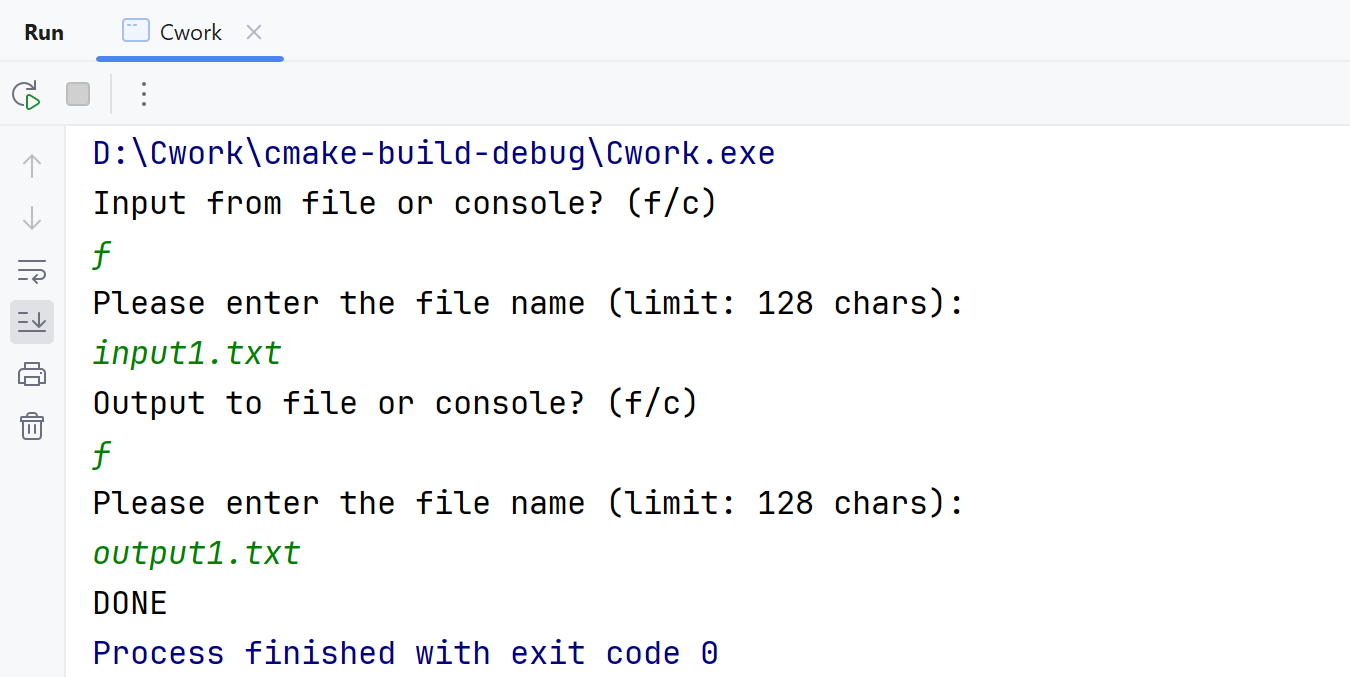 Run Cwork
D:\Cwork\cmake-build-debug\Cwork.exe
Input from file or console? (f/c)
f
Please enter the file name (limit: 128 chars):
input1.txt
Output to file or console? (f/c)
f
Please enter the file name (limit: 128 chars):
output1.txt
DONE
Process finished with exit code 0